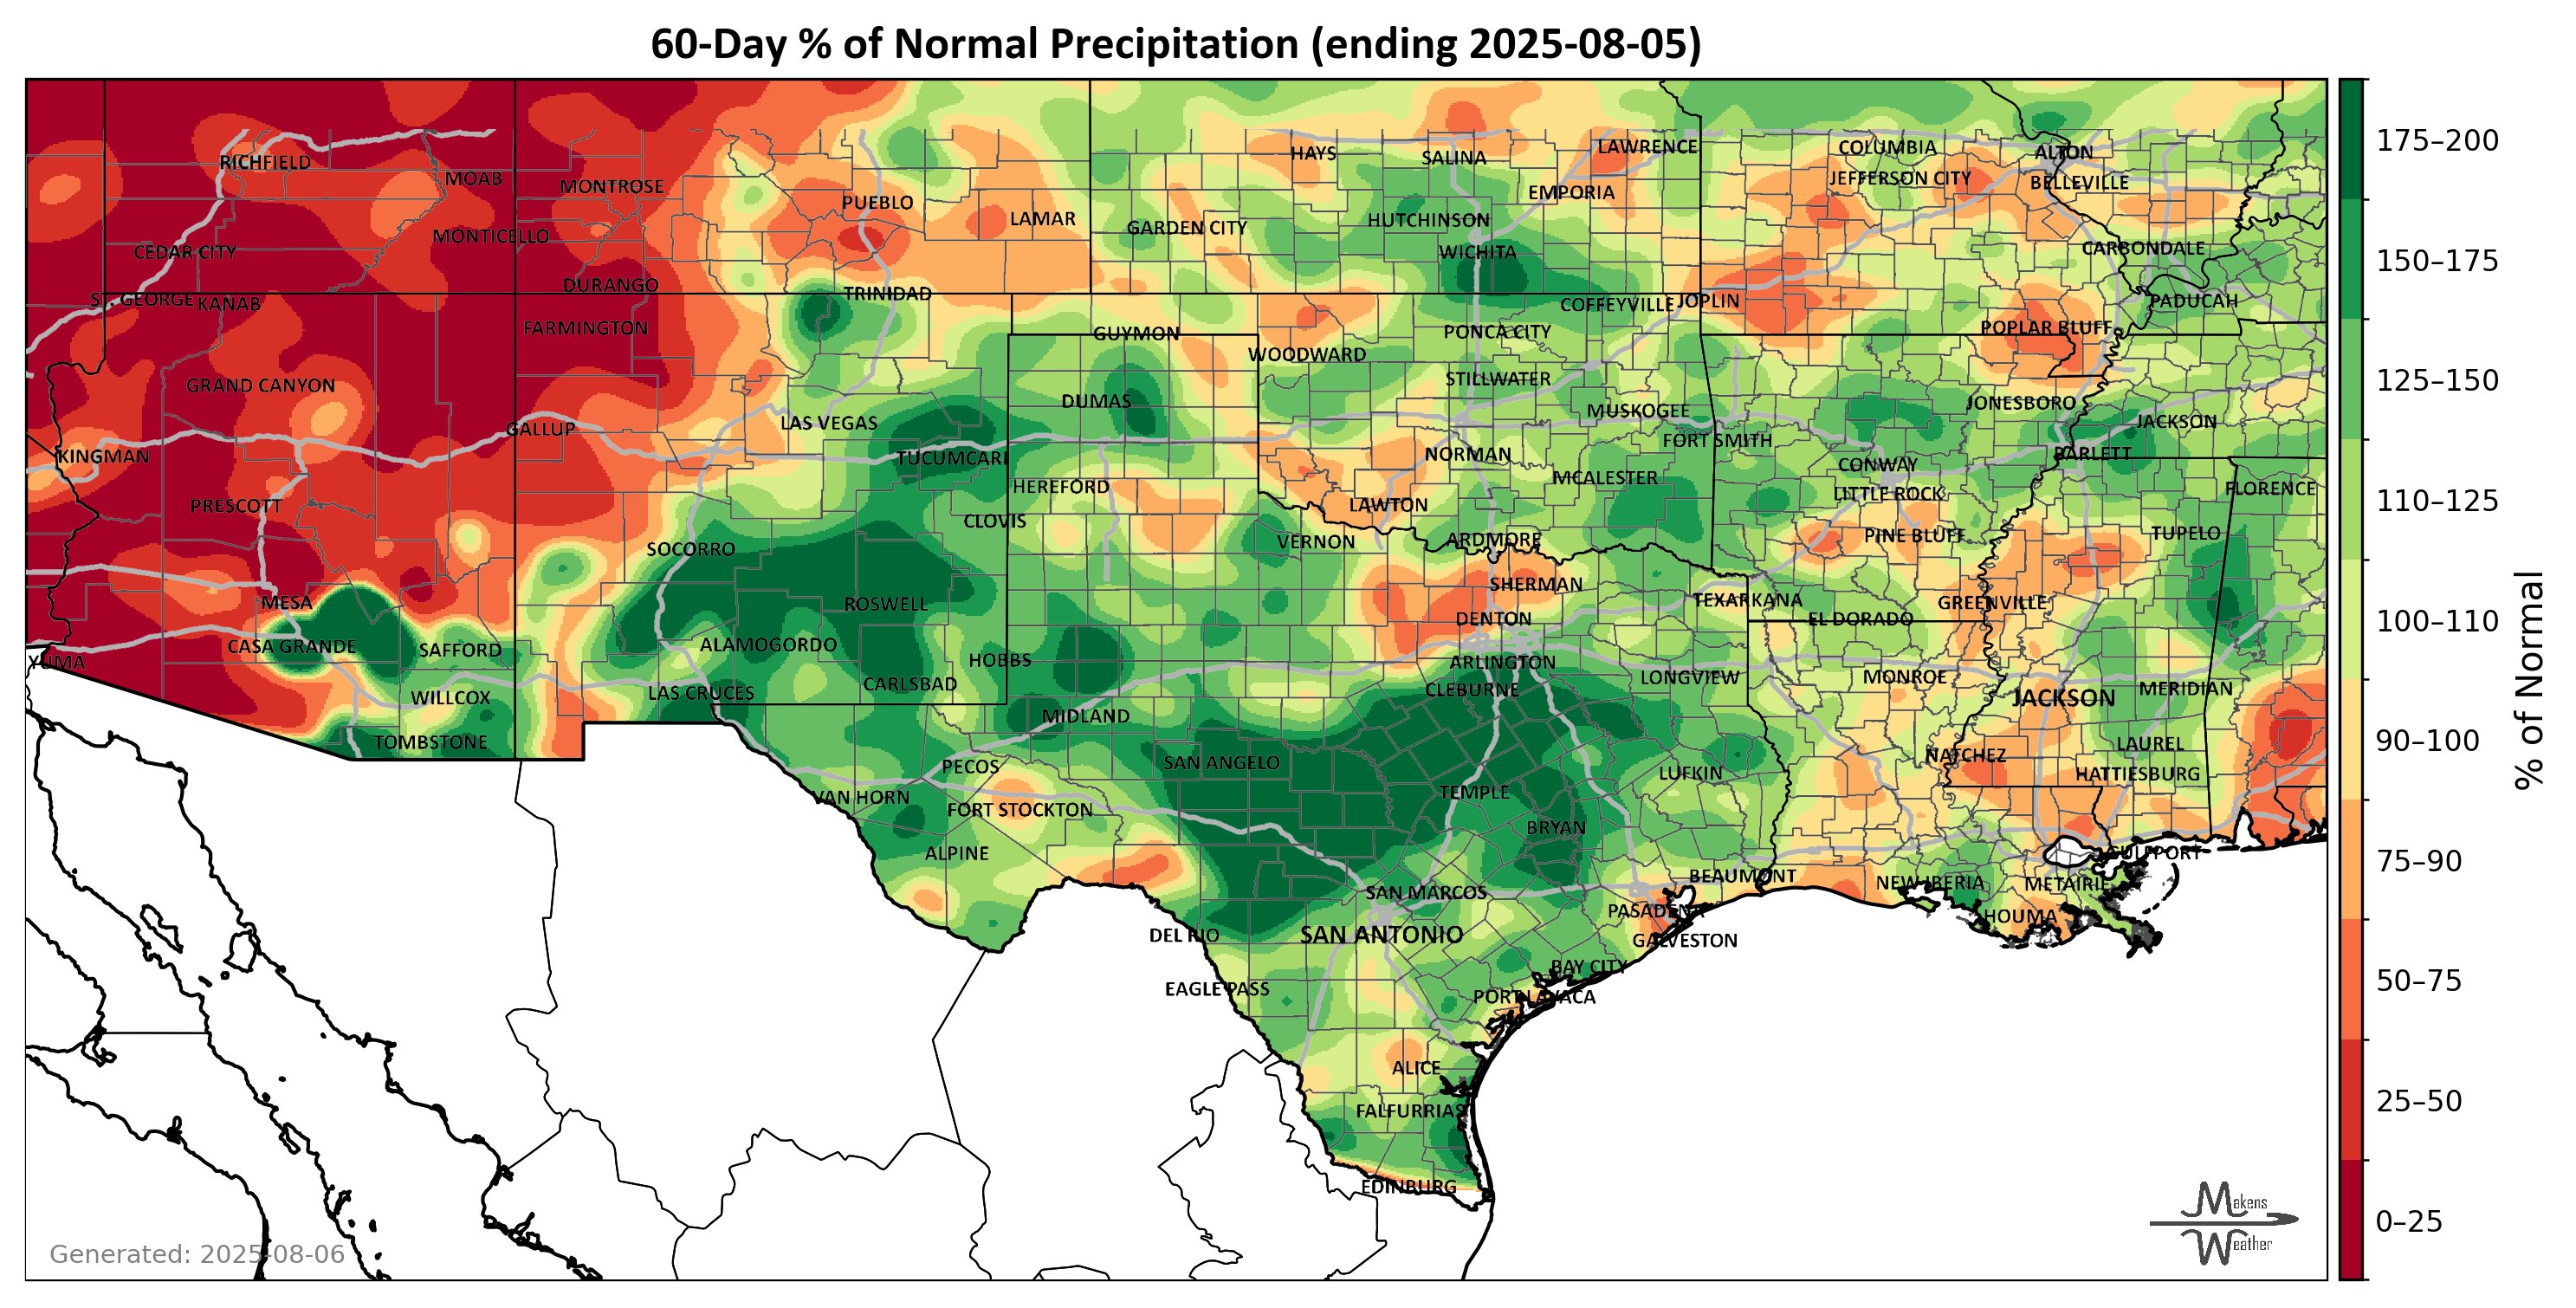 60-Day % of Normal Precipitation (ending 2025-08-05)
HAYS
SALINA
LAWRENCE
COLUMBIA
ALTON
RICHFIELD
MOAB
MONTROSE
PUEBLO
LAMAR
EMPORIA
JEFFERSON CITY
BELLEVILLE
GARDEN CITY
HUTCHINSON
MONTICELLO
CEDAR CITY
WICHITA
CARBONDALE
DURANGO
TRINIDAD
ST. GEORGE
KANAB
COFFEYVILLE
JOPLIN
PADUCAH
FARMINGTON
GUYMON
PONCA CITY
POPLAR BLUFF
WOODWARD
GRAND CANYON
STILLWATER
DUMAS
MUSKOGEE
JONESBORO
LAS VEGAS
JACKSON
GALLUP
FORT SMITH
KINGMAN
TUCUMCARI
NORMAN
BARLETT
CONWAY
HEREFORD
MCALESTER
LITTLE ROCK
FLORENCE
PRESCOTT
LAWTON
CLOVIS
SOCORRO
VERNON
ARDMORE
PINE BLUFF
TUPELO
SHERMAN
MESA
ROSWELL
TEXARKANA
GREENVILLE
DENTON
EL DORADO
CASA GRANDE
SAFFORD
ALAMOGORDO
HOBBS
ARLINGTON
YUMA
WILLCOX
LAS CRUCES
CARLSBAD
CLEBURNE
LONGVIEW
MONROE
JACKSON
MERIDIAN
MIDLAND
TOMBSTONE
PECOS
SAN ANGELO
LUFKIN
NATCHEZ
LAUREL
HATTIESBURG
VAN HORN
FORT STOCKTON
TEMPLE
BRYAN
ALPINE
GULFPORT
SAN MARCOS
BEAUMONT
NEW IBERIA
METAIRIE
PASADENA
HOUMA
DEL RIO
SAN ANTONIO
GALVESTON
BAY CITY
EAGLE PASS
PORT LAVACA
ALICE
FALFURRIAS
EDINBURG
Generated: 2025-08-06
Makens
Weather
175–200
150–175
125–150
110–125
100–110
90–100
75–90
50–75
25–50
0–25
% of Normal